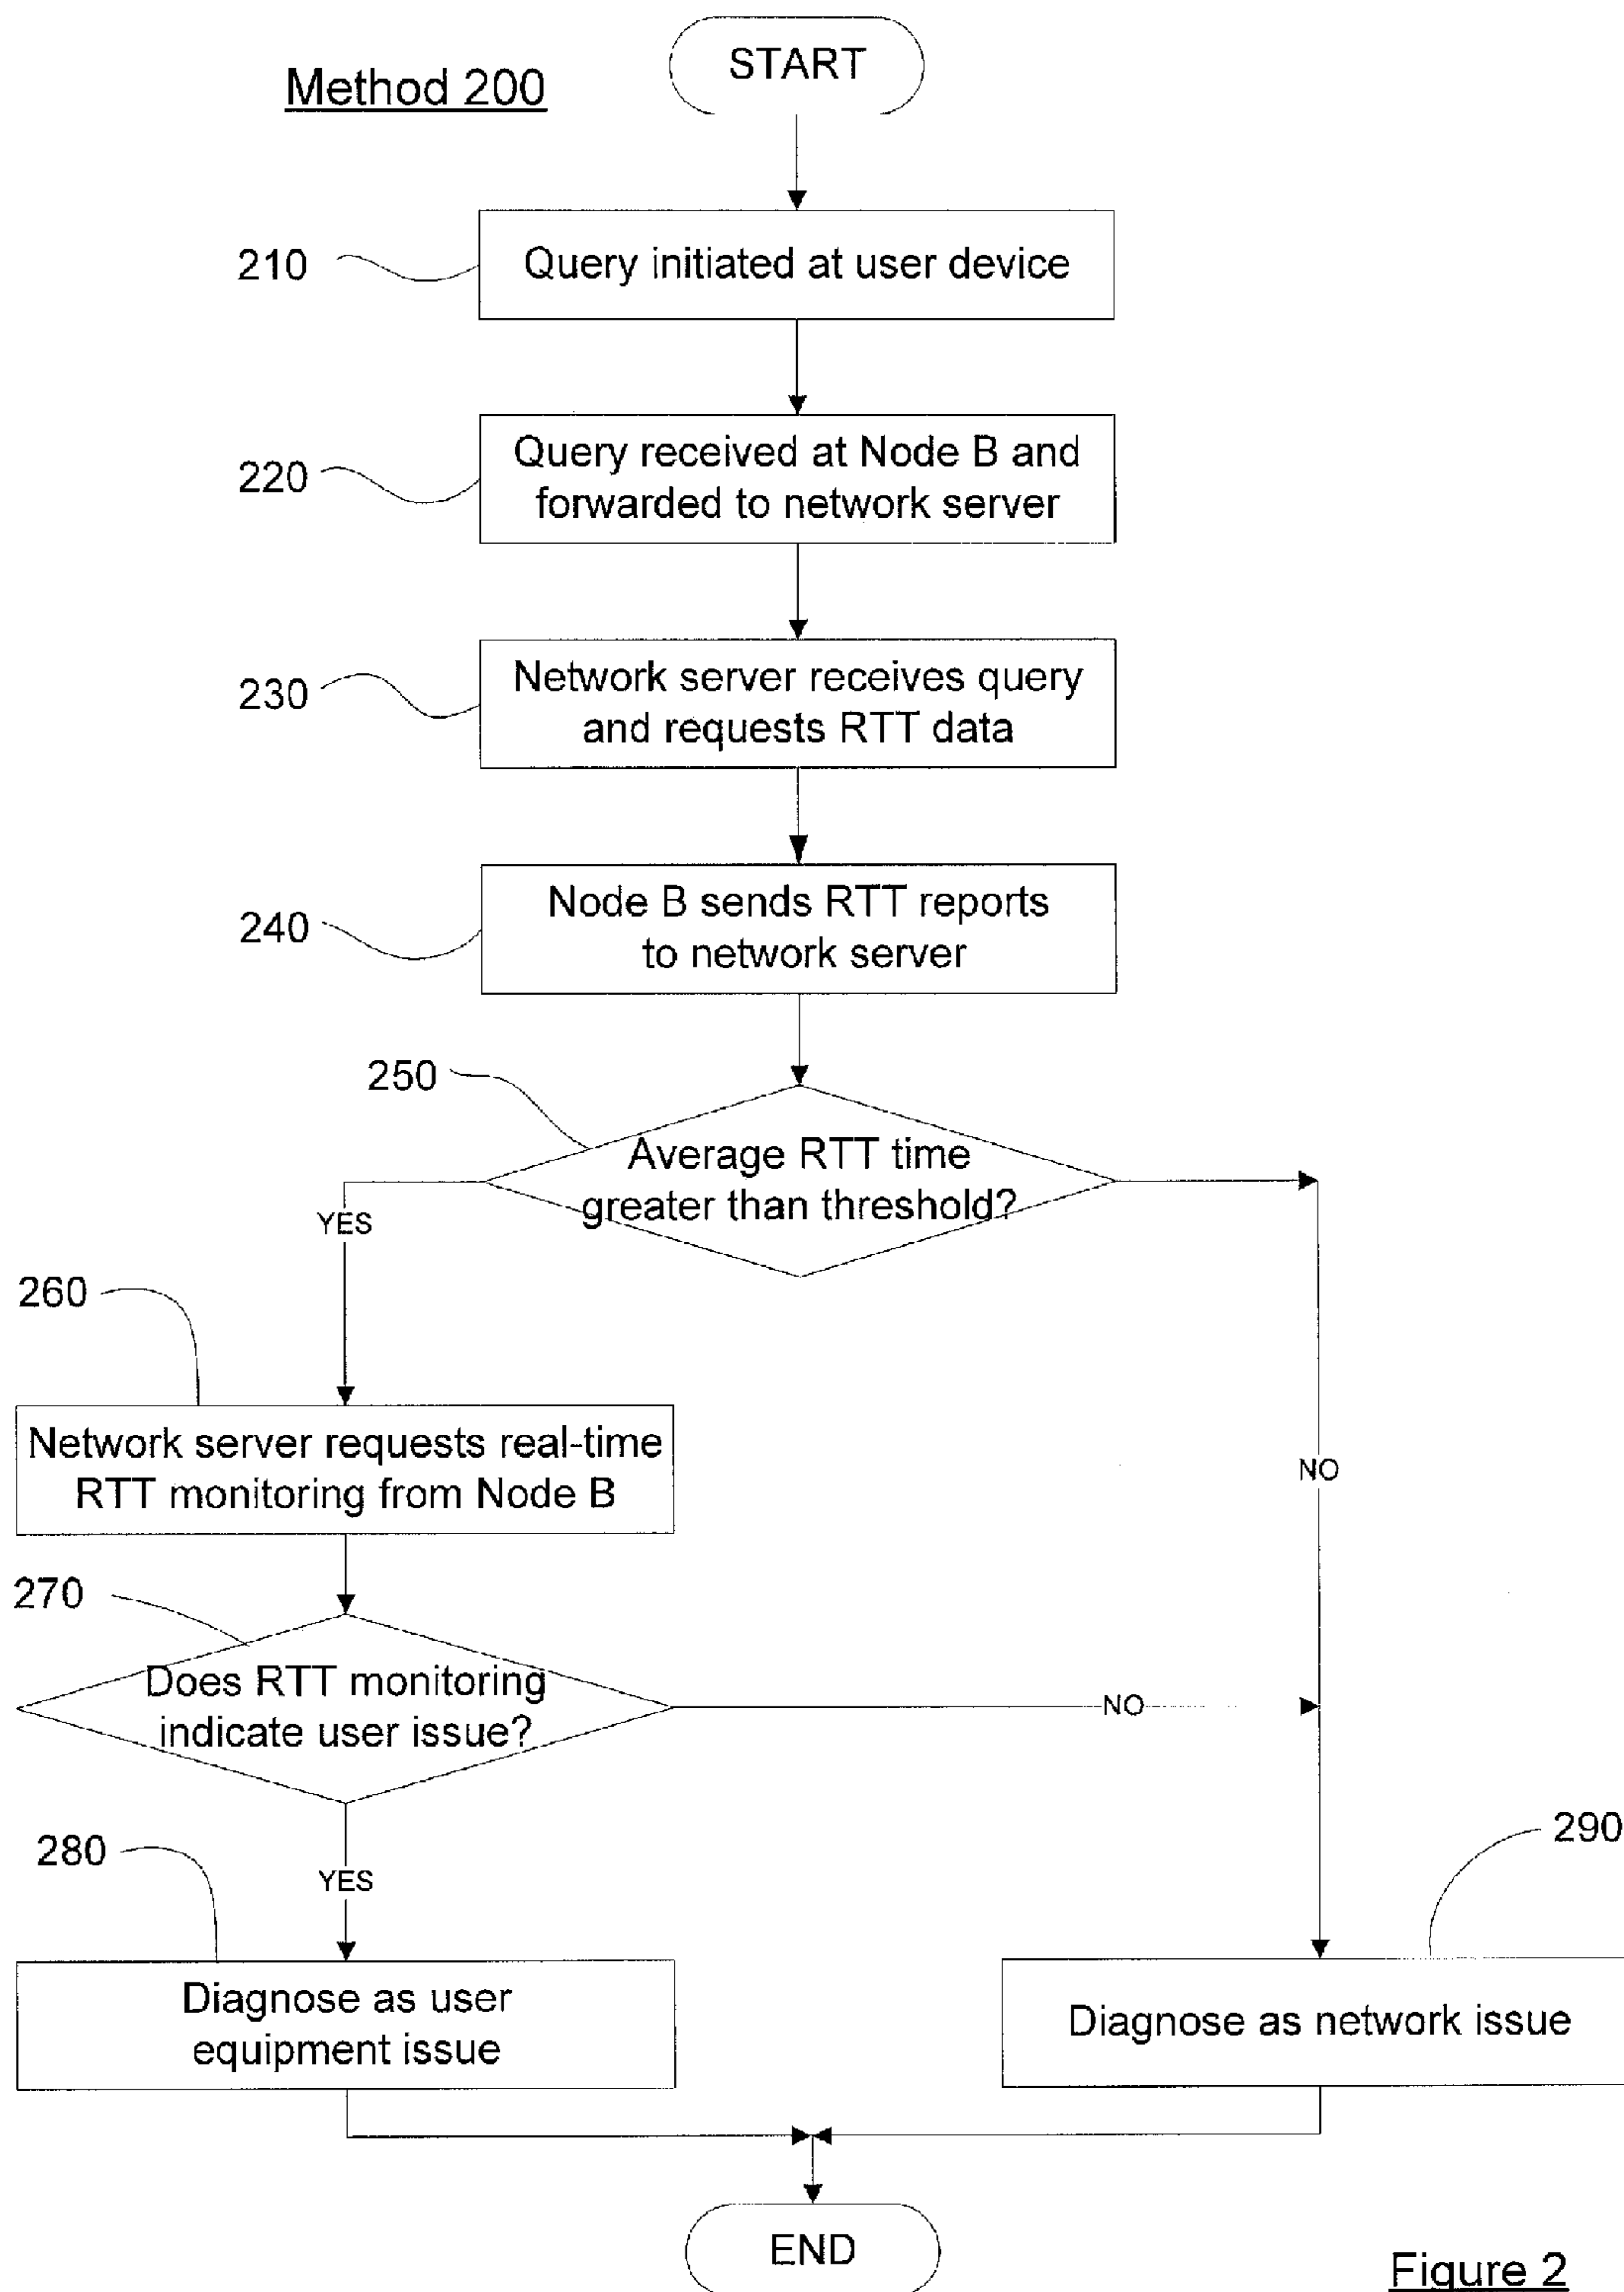 START
Method 200
210
Query initiated at user device
220
Query received at Node B and
forwarded to network server
230
Network server receives query
and requests RTT data
240
Node B sends RTT reports
to network server
250
Average RTT time
greater than threshold?
YES
260
Network server requests real-time
RTT monitoring from Node B
NO
270
Does RTT monitoring
indicate user issue?
NO
280
YES
290
Diagnose as user
equipment issue
Diagnose as network issue
END
Figure 2